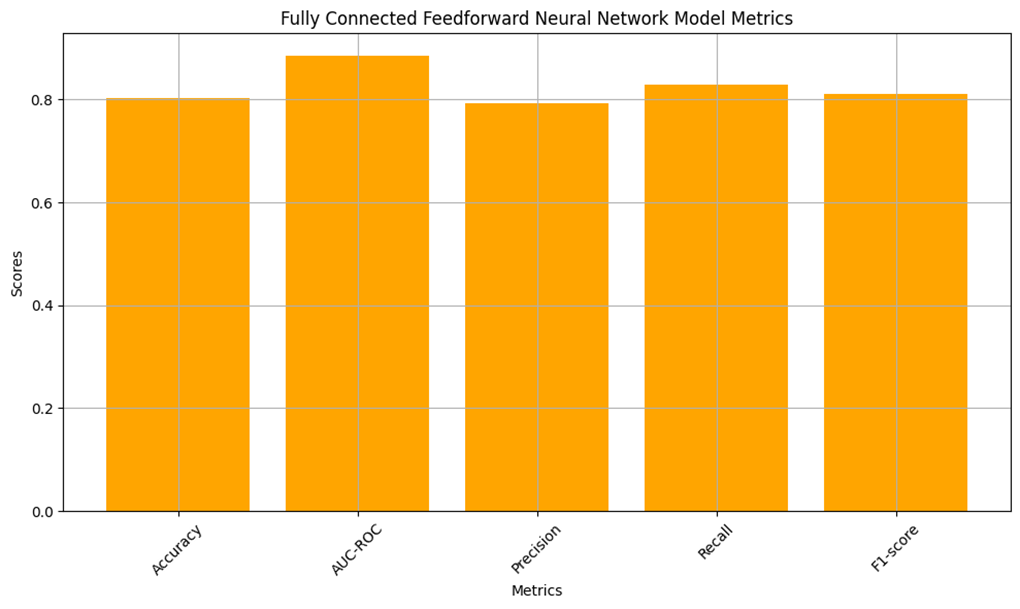 Fully Connected Feedforward Neural Network Model Metrics
Scores
0.8
0.6
0.4
0.2
0.0
Accuracy
AUC-ROC
Precision
Recall
F1-score
Metrics